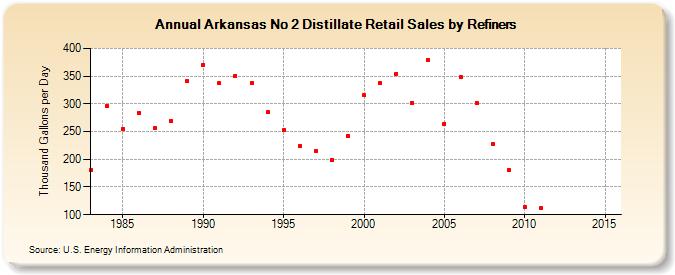 Annual Arkansas No 2 Distillate Retail Sales by Refiners
Thousand Gallons per Day
400
350
300
250
200
150
100
1985 1990 1995 2000 2005 2010 2015
Source: U.S. Energy Information Administration